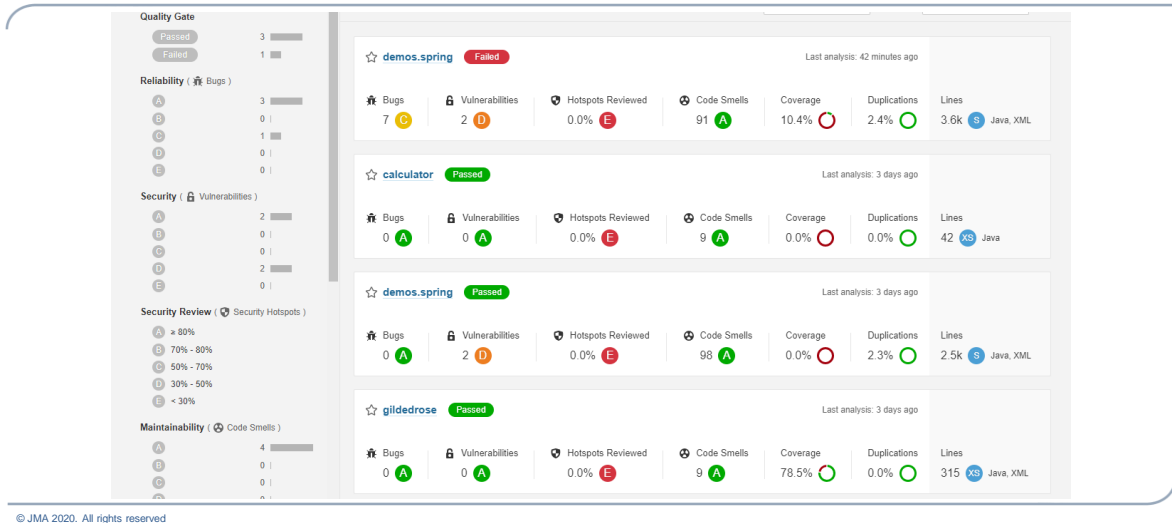 Quality Gate
Passed 3
Failed 1
Reliability ( Bugs )
A 3
B 0
C 1
D 0
E 0
Security ( Vulnerabilities )
A 2
B 0
C 0
D 2
E 0
Security Review ( Security Hotspots )
A ≥ 80%
B 70% - 80%
C 50% - 70%
D 30% - 50%
E < 30%
Maintainability ( Code Smells )
A 4
B 0
C 0
D 0
demos.spring Failed Last analysis: 42 minutes ago
Bugs Vulnerabilities Hotspots Reviewed Code Smells Coverage Duplications Lines
7 C 2 D 0.0% E 91 A 10.4% 2.4% 3.6k S Java, XML
calculator Passed Last analysis: 3 days ago
Bugs Vulnerabilities Hotspots Reviewed Code Smells Coverage Duplications Lines
0 A 0 A 0.0% E 9 A 0.0% 0.0% 42 XS Java
demos.spring Passed Last analysis: 3 days ago
Bugs Vulnerabilities Hotspots Reviewed Code Smells Coverage Duplications Lines
0 A 2 D 0.0% E 98 A 0.0% 2.3% 2.5k S Java, XML
gildedrose Passed Last analysis: 3 days ago
Bugs Vulnerabilities Hotspots Reviewed Code Smells Coverage Duplications Lines
0 A 0 A 0.0% E 9 A 78.5% 0.0% 315 XS Java, XML
© JMA 2020. All rights reserved